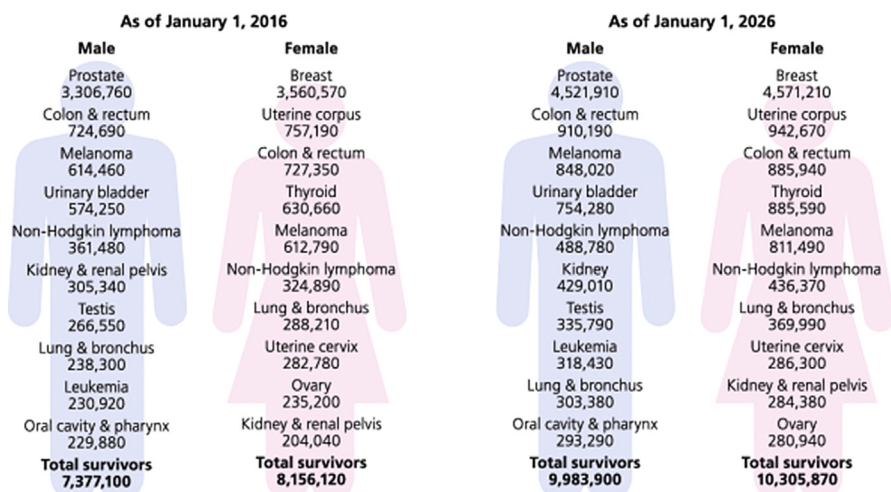 As of January 1, 2016
Male
Prostate
3,306,760
Colon & rectum
724,690
Melanoma
614,460
Urinary bladder
574,250
Non-Hodgkin lymphoma
361,480
Kidney & renal pelvis
305,340
Testis
266,550
Lung & bronchus
238,300
Leukemia
230,920
Oral cavity & pharynx
229,880
Total survivors
7,377,100
Female
Breast
3,560,570
Uterine corpus
757,190
Colon & rectum
727,350
Thyroid
630,660
Melanoma
612,790
Non-Hodgkin lymphoma
324,890
Lung & bronchus
288,210
Uterine cervix
282,780
Ovary
235,200
Kidney & renal pelvis
204,040
Total survivors
8,156,120
As of January 1, 2026
Male
Prostate
4,521,910
Colon & rectum
910,190
Melanoma
848,020
Urinary bladder
754,280
Non-Hodgkin lymphoma
488,780
Kidney
429,010
Testis
335,790
Leukemia
318,430
Lung & bronchus
303,380
Oral cavity & pharynx
293,290
Total survivors
9,983,900
Female
Breast
4,571,210
Uterine corpus
942,670
Colon & rectum
885,940
Thyroid
885,590
Melanoma
811,490
Non-Hodgkin lymphoma
436,370
Lung & bronchus
369,990
Uterine cervix
286,300
Kidney & renal pelvis
284,380
Ovary
280,940
Total survivors
10,305,870